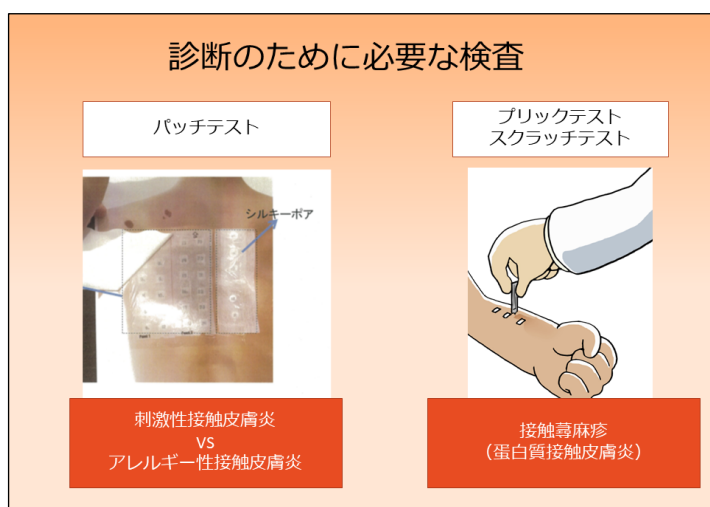 診断のために必要な検査
パッチテスト
プリックテスト
スクラッチテスト
シルキーポア
刺激性接触皮膚炎
VS
アレルギー性接触皮膚炎
接触蕁麻疹
(蛋白質接触皮膚炎)